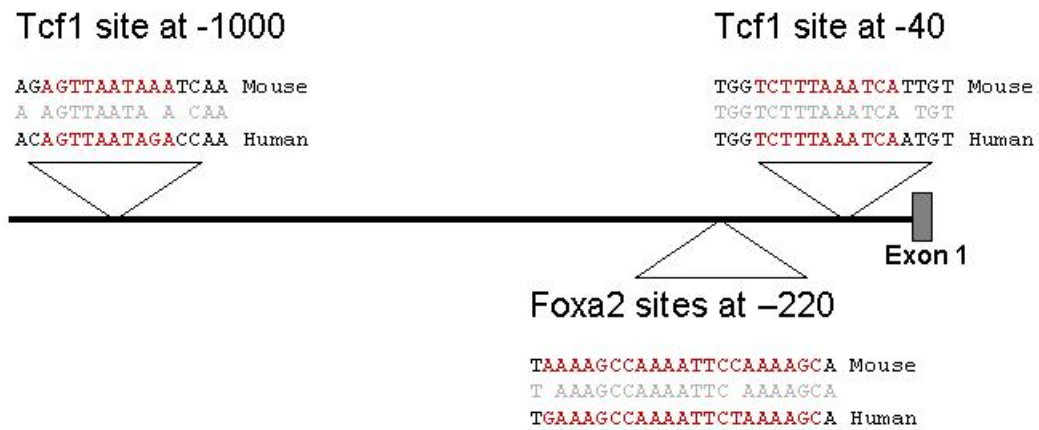 Tcf1 site at -1000
AGAGTTAATAAATCAA Mouse
A AGTTAATA A CAA
ACAGTTAATAGACCAA Human
Tcf1 site at -40
TGGTCTTTAAATCATTGT Mouse
TGGTCTTTAAATCA TGT
TGGTCTTTAAATCAATGT Human
Exon 1
Foxa2 sites at –220
TAAAAGCCAAAATTCCAAAAGCA Mouse
T AAAGCCAAAATTC AAAAGCA
TGAAAGCCAAAATTCTAAAAGCA Human